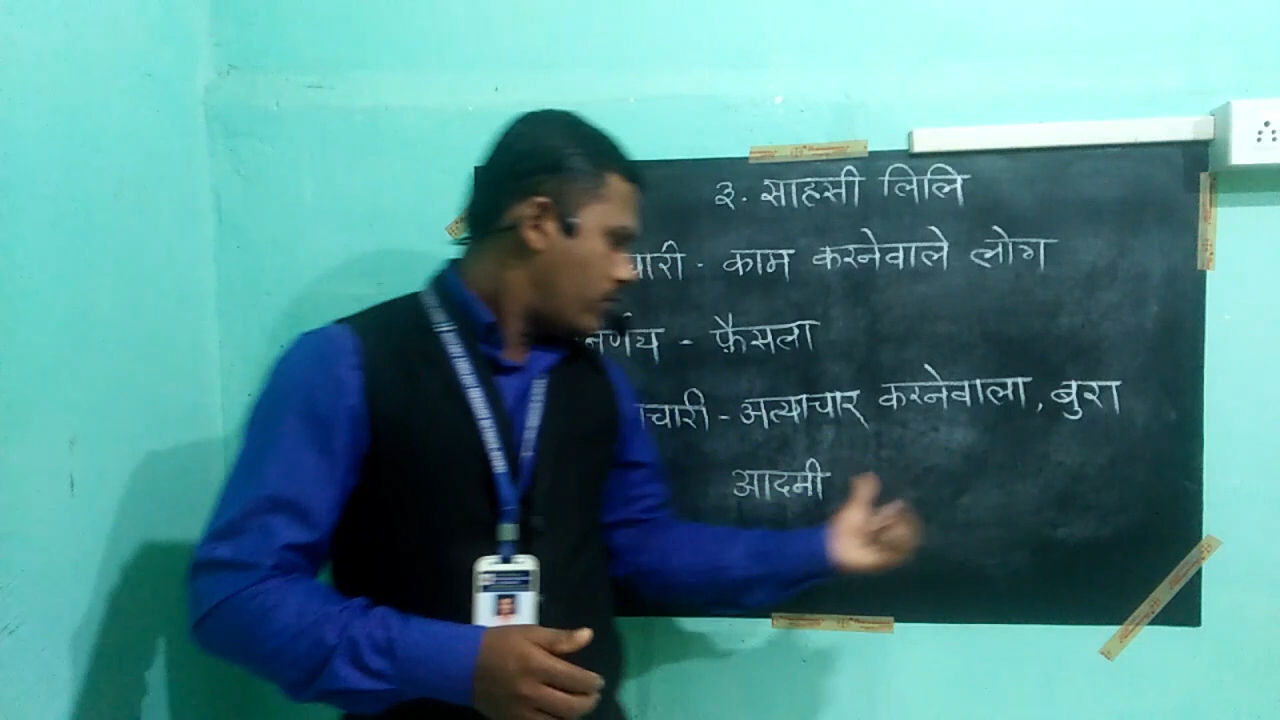 ३. साहसी लिलि
चारी - काम करनेवाले लोग
र्णय - फ़ैसला
चारी - अत्याचार करनेवाला, बुरा
आदमी